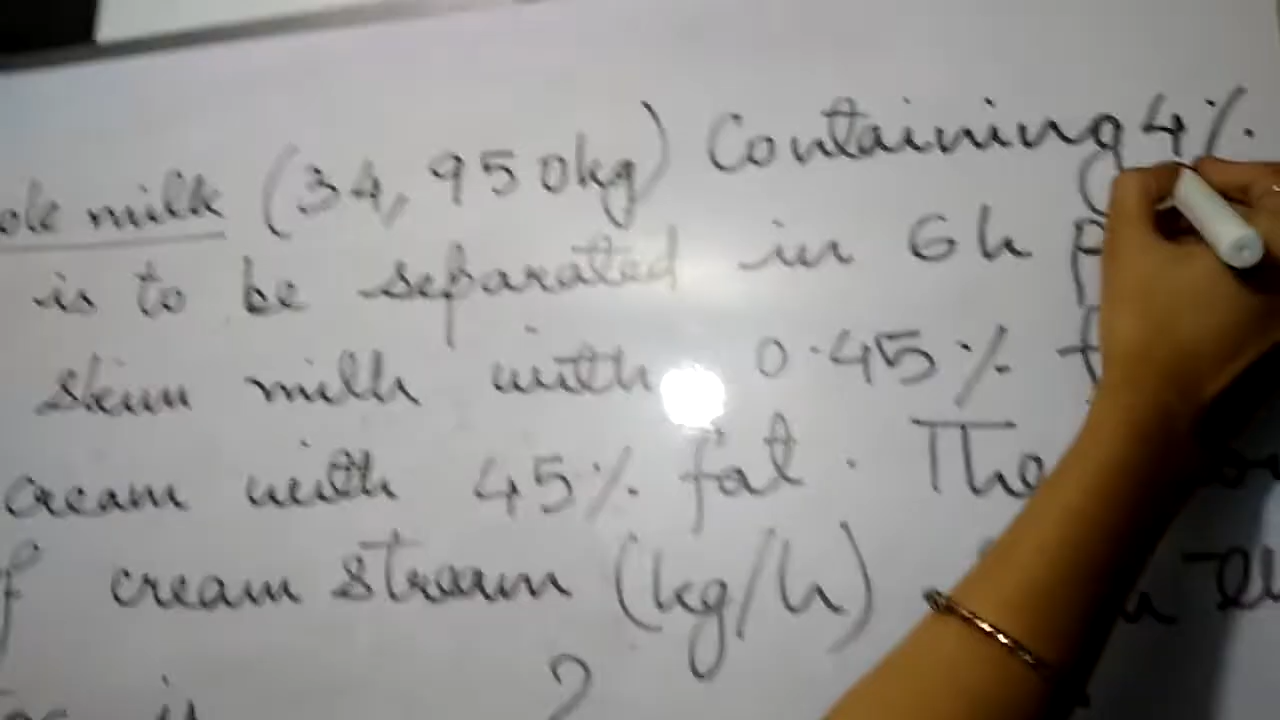 milk (34,950kg) Containing 4%.
is to be separated in 6h
skim milk with 0.45%
cream with 45% fat. The
cream stream (kg/h)
is ?